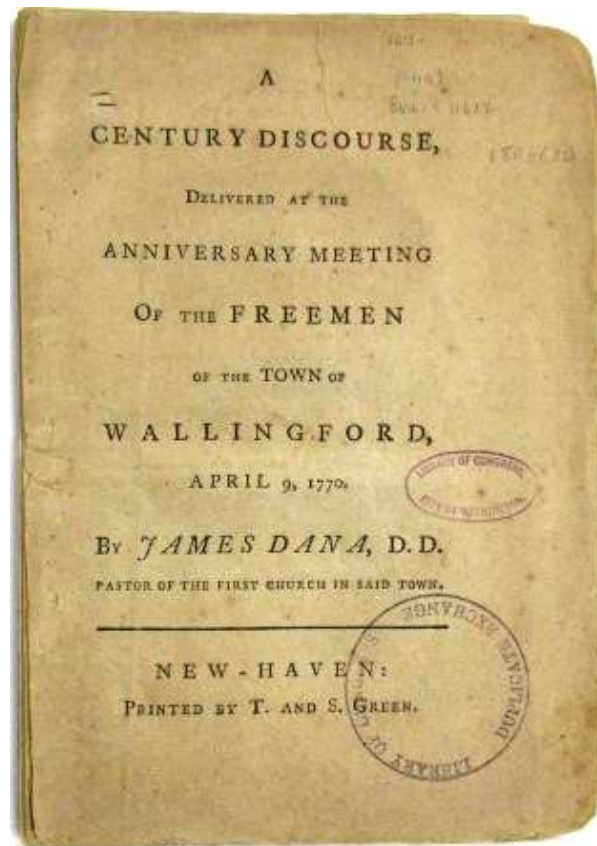 A
CENTURY DISCOURSE,
DELIVERED AT THE
ANNIVERSARY MEETING
OF THE FREEMEN
OF THE TOWN OF
WALLINGFORD,
APRIL 9, 1770.
BY JAMES DANA, D.D.
PASTOR OF THE FIRST CHURCH IN SAID TOWN.
NEW-HAVEN:
PRINTED BY T. AND S. GREEN.
LIBRARY OF CONGRESS
LIBRARY OF
DUPLICATE EXCHANGE